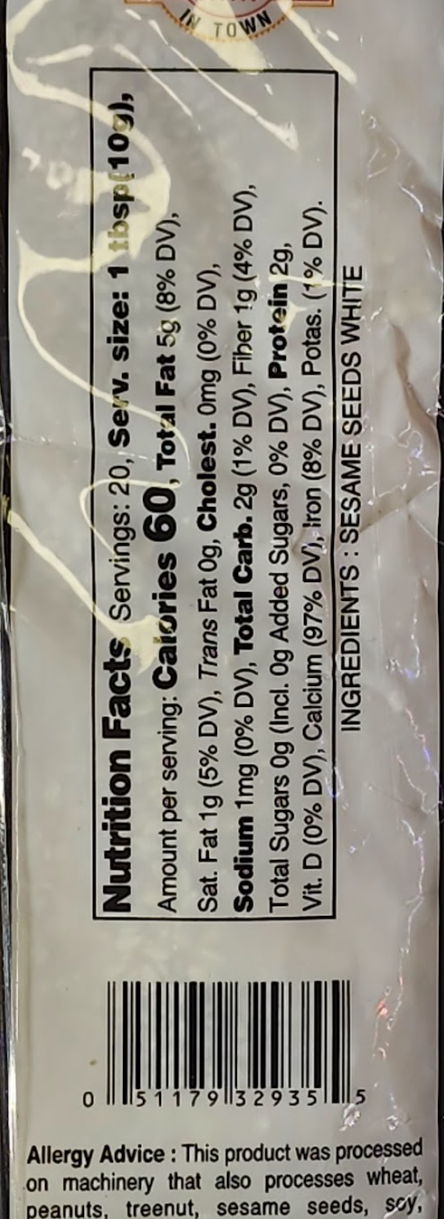 IN TOWN
Nutrition Facts Servings: 20, Serv. size: 1 tbsp(10g),
Amount per serving: Calories 60, Total Fat 5g (8% DV),
Sat. Fat 1g (5% DV), Trans Fat 0g, Cholest. 0mg (0% DV),
Sodium 1mg (0% DV), Total Carb. 2g (1% DV), Fiber 1g (4% DV),
Total Sugars 0g (Incl. 0g Added Sugars, 0% DV), Protein 2g,
Vit. D (0% DV), Calcium (97% DV), Iron (8% DV), Potas. (1% DV).
INGREDIENTS : SESAME SEEDS WHITE
0 51179 32935 5
Allergy Advice : This product was processed
on machinery that also processes wheat,
peanuts, treenut, sesame seeds, soy,